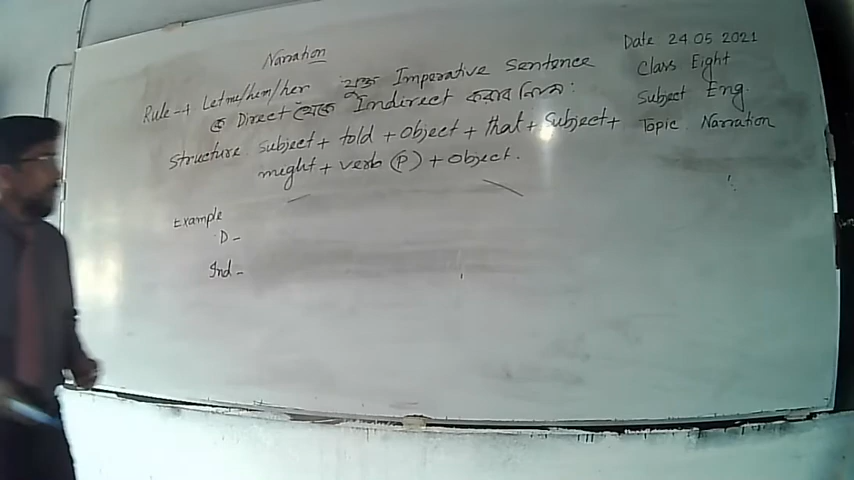 Narration
Rule → Let me/him/her যুক্ত Imperative Sentence
কে Direct থেকে Indirect করার নিয়ম:
Structure. Subject + told + object + that + Subject +
meght + verb (P) + object.
Example
D -
Ind -
Date 24.05 2021
Class Eight
Subject Eng.
Topic. Narration